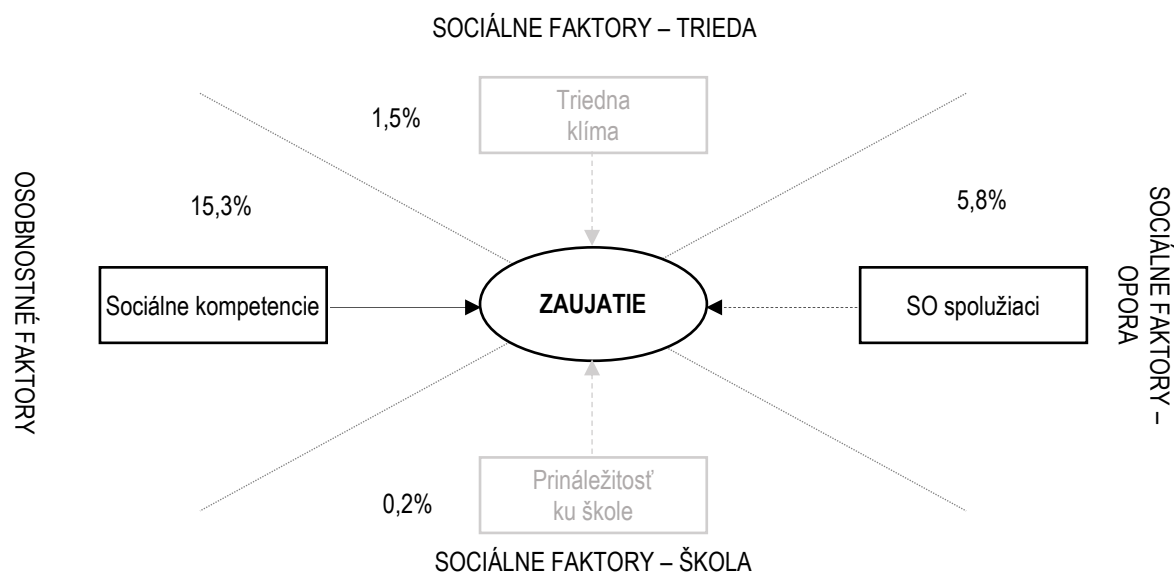 SOCIÁLNE FAKTORY – TRIEDA
1,5%
Triedna
klíma
OSOBNOSTNÉ FAKTORY
15,3%
5,8%
SOCIÁLNE FAKTORY –
OPORA
Sociálne kompetencie
ZAUJATIE
SO spolužiaci
0,2%
Prináležitosť
ku škole
SOCIÁLNE FAKTORY – ŠKOLA